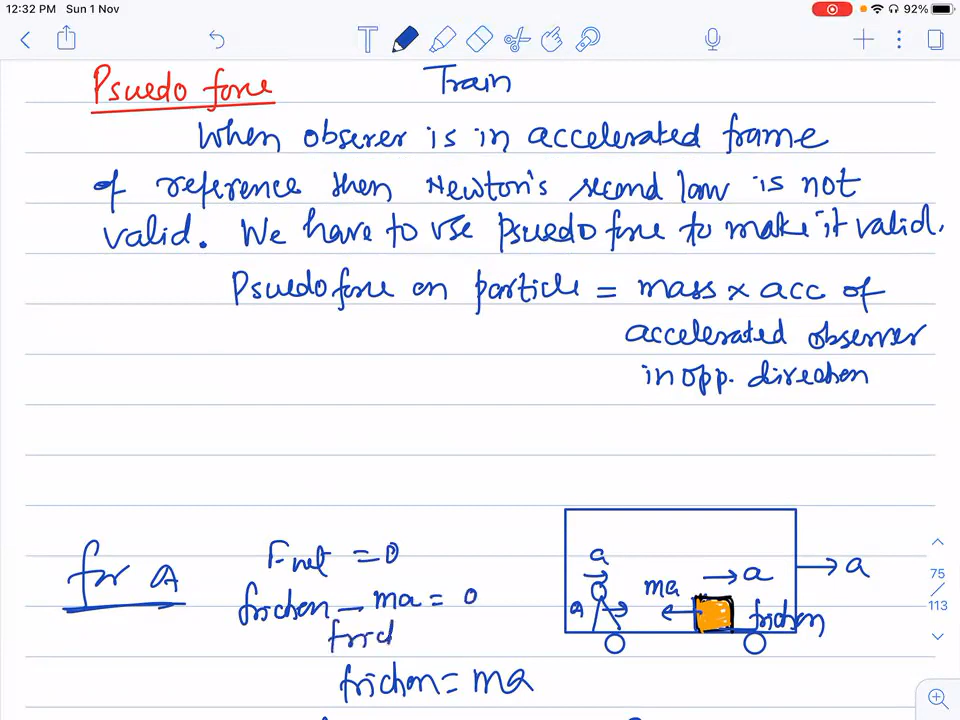 12:32 PM Sun 1 Nov
92%
Psuedo force
Train
When observer is in accelerated frame
of reference then Newton's second law is not
valid. We have to use psuedo force to make it valid.
Psuedo force on particle = mass x acc of
accelerated observer
in opp. direction
for A
Fnet = 0
friction - ma = 0
frict
friction = ma
a
A
ma
a
friction
a
75
/
113